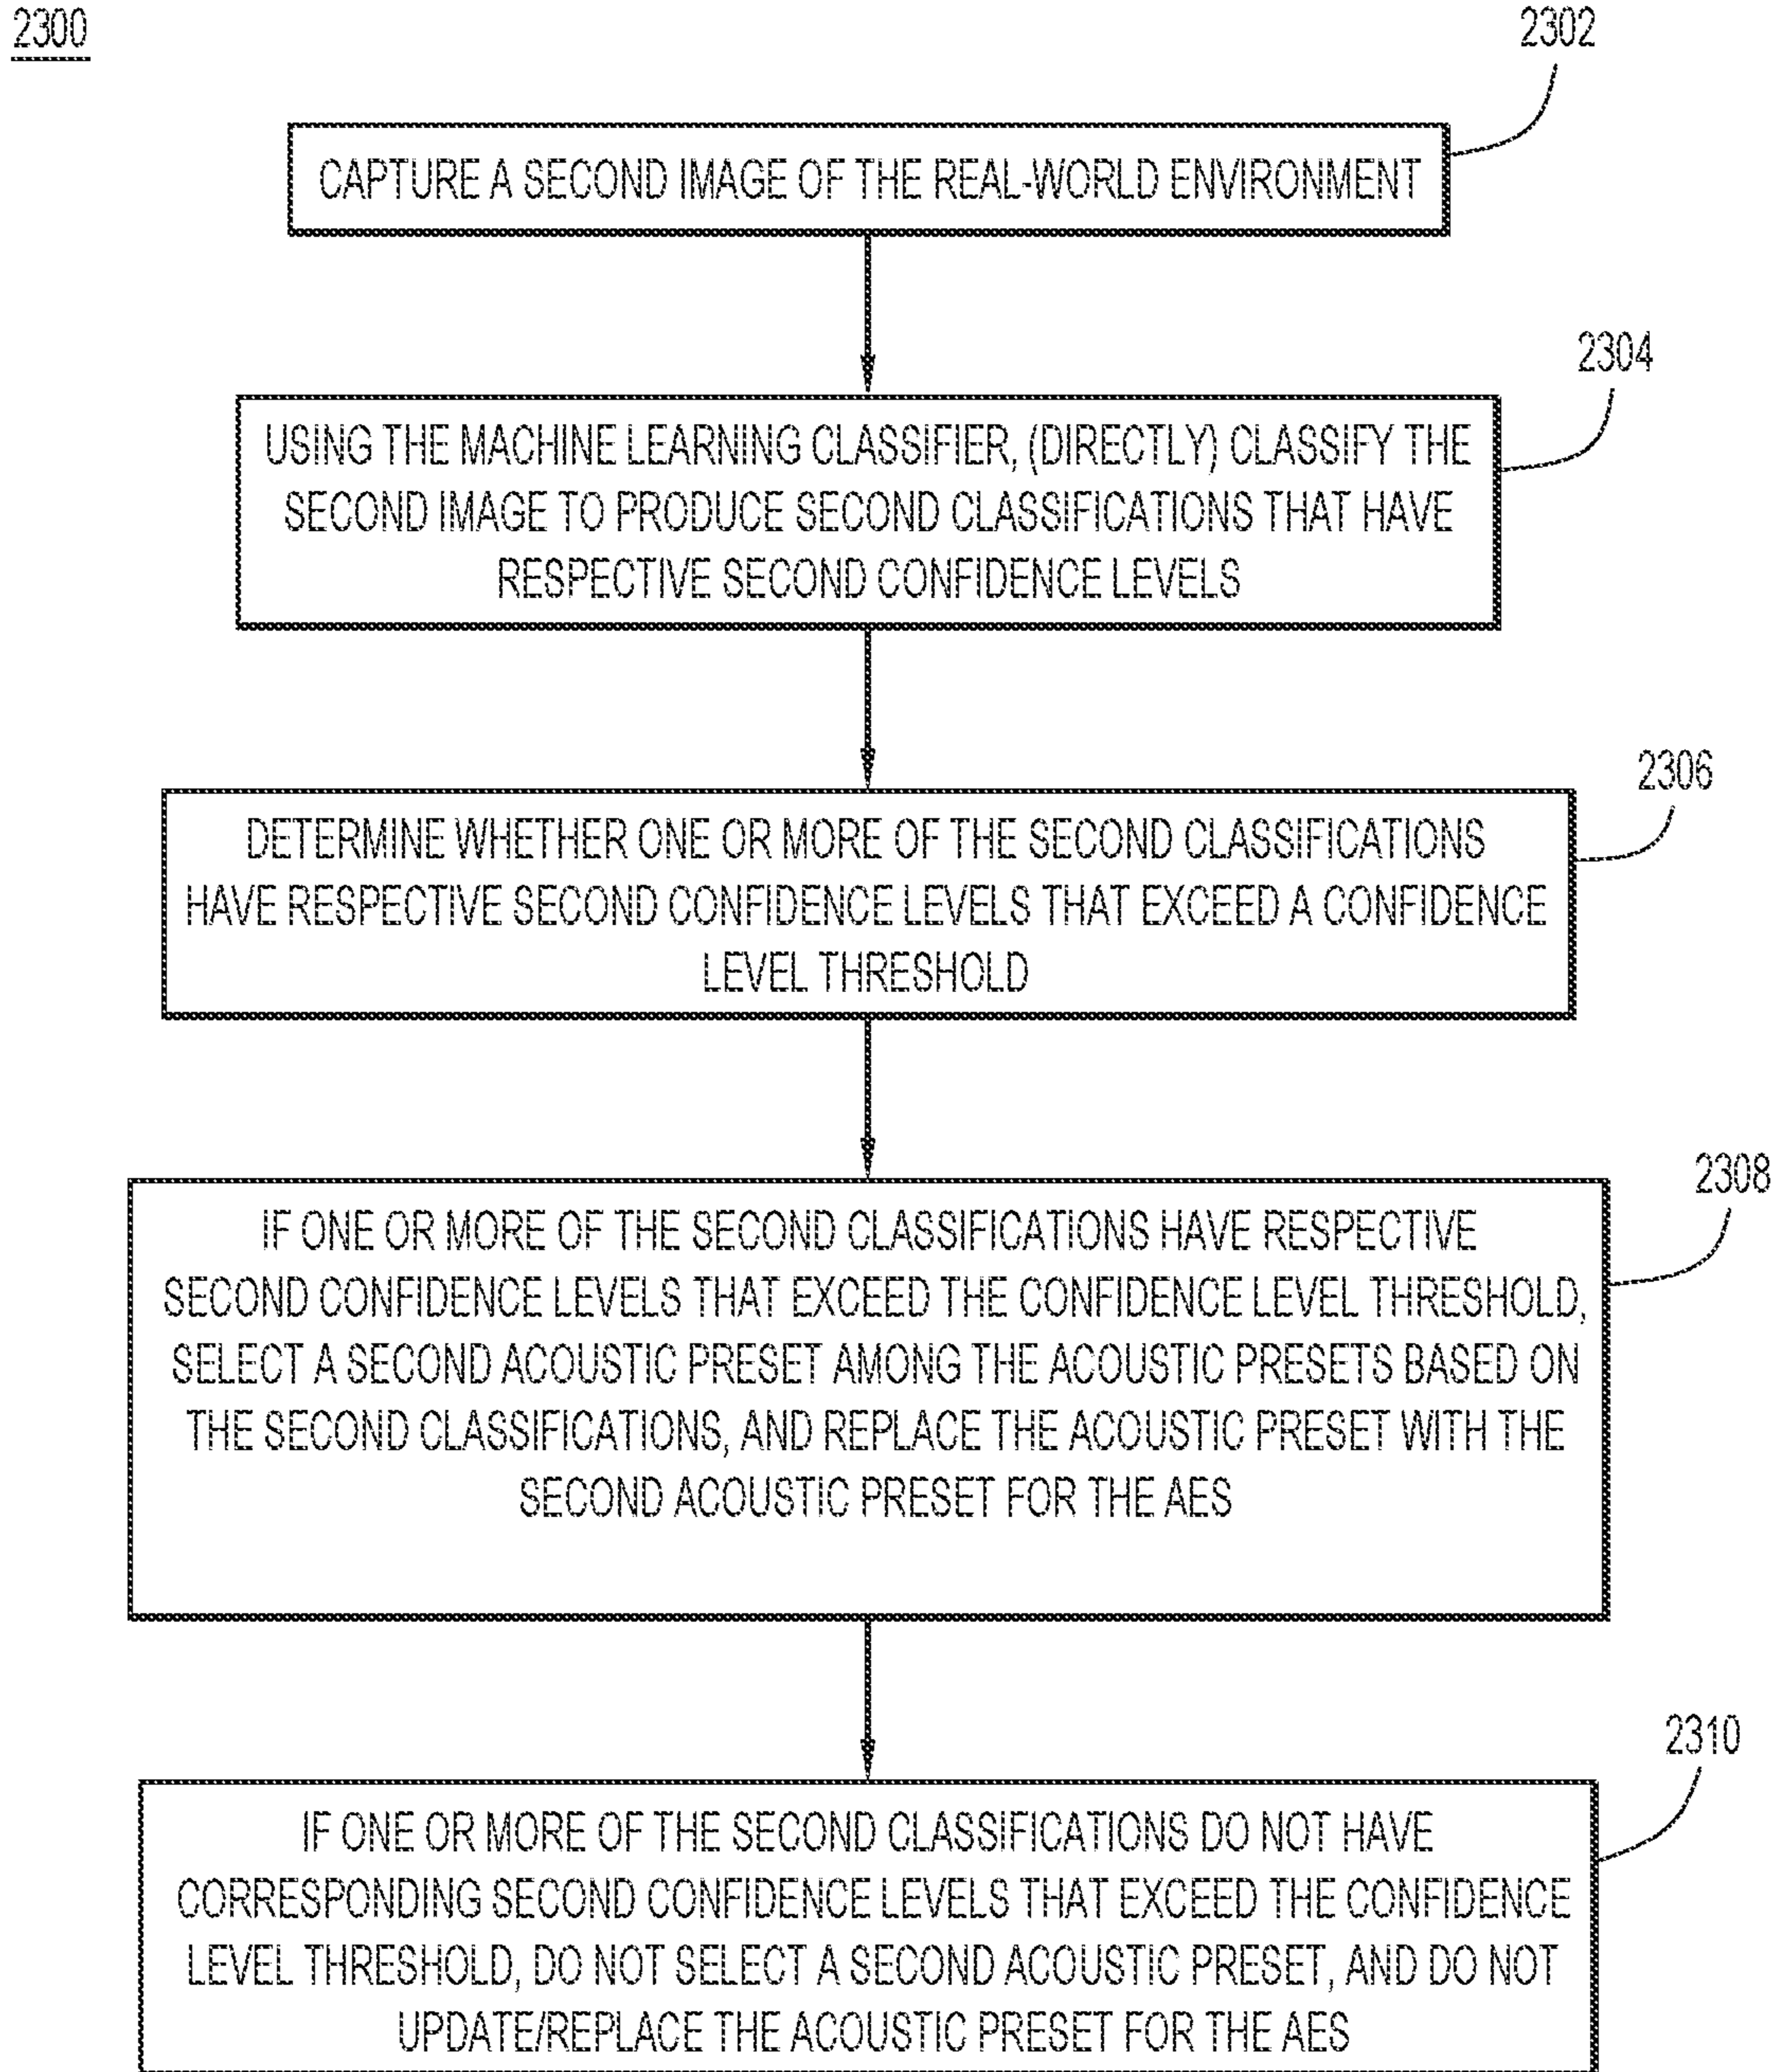 2300
2302
CAPTURE A SECOND IMAGE OF THE REAL-WORLD ENVIRONMENT
2304
USING THE MACHINE LEARNING CLASSIFIER, (DIRECTLY) CLASSIFY THE
SECOND IMAGE TO PRODUCE SECOND CLASSIFICATIONS THAT HAVE
RESPECTIVE SECOND CONFIDENCE LEVELS
2306
DETERMINE WHETHER ONE OR MORE OF THE SECOND CLASSIFICATIONS
HAVE RESPECTIVE SECOND CONFIDENCE LEVELS THAT EXCEED A CONFIDENCE
LEVEL THRESHOLD
2308
IF ONE OR MORE OF THE SECOND CLASSIFICATIONS HAVE RESPECTIVE
SECOND CONFIDENCE LEVELS THAT EXCEED THE CONFIDENCE LEVEL THRESHOLD,
SELECT A SECOND ACOUSTIC PRESET AMONG THE ACOUSTIC PRESETS BASED ON
THE SECOND CLASSIFICATIONS, AND REPLACE THE ACOUSTIC PRESET WITH THE
SECOND ACOUSTIC PRESET FOR THE AES
2310
IF ONE OR MORE OF THE SECOND CLASSIFICATIONS DO NOT HAVE
CORRESPONDING SECOND CONFIDENCE LEVELS THAT EXCEED THE CONFIDENCE
LEVEL THRESHOLD, DO NOT SELECT A SECOND ACOUSTIC PRESET, AND DO NOT
UPDATE/REPLACE THE ACOUSTIC PRESET FOR THE AES